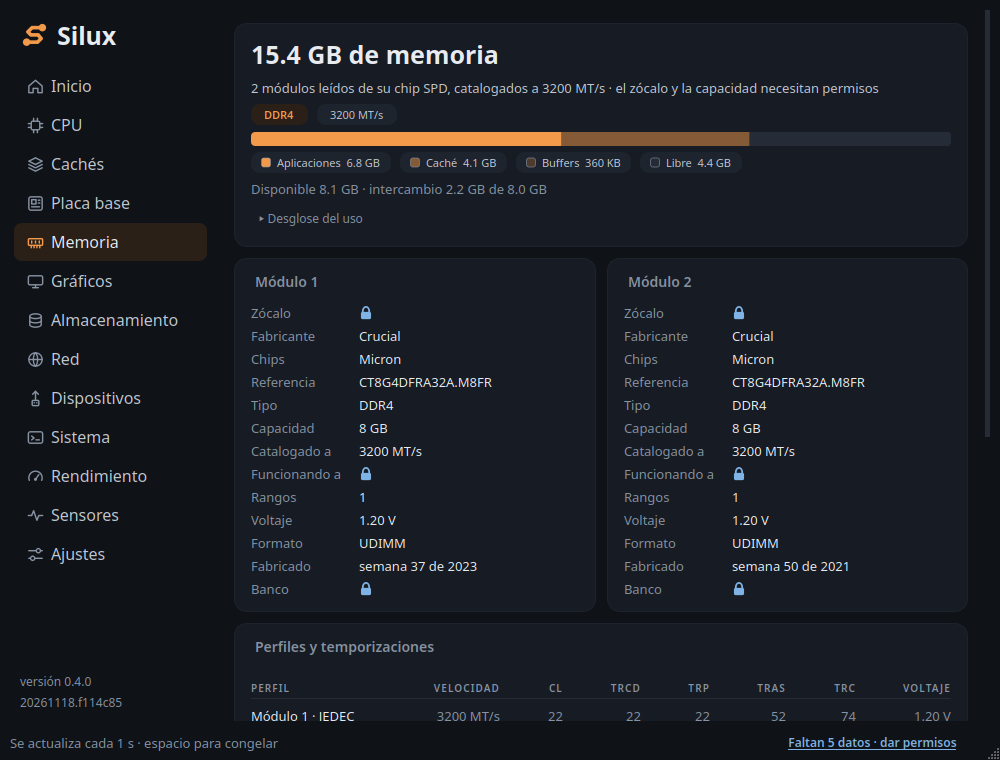 Silux
Inicio
CPU
Cachés
Placa base
Memoria
Gráficos
Almacenamiento
Red
Dispositivos
Sistema
Rendimiento
Sensores
Ajustes
versión 0.4.0
20261118.f114c85
15.4 GB de memoria
2 módulos leídos de su chip SPD, catalogados a 3200 MT/s · el zócalo y la capacidad necesitan permisos
DDR4 3200 MT/s
Aplicaciones 6.8 GB Caché 4.1 GB Buffers 360 KB Libre 4.4 GB
Disponible 8.1 GB · intercambio 2.2 GB de 8.0 GB
▸ Desglose del uso
Módulo 1
Zócalo
Fabricante Crucial
Chips Micron
Referencia CT8G4DFRA32A.M8FR
Tipo DDR4
Capacidad 8 GB
Catalogado a 3200 MT/s
Funcionando a
Rangos 1
Voltaje 1.20 V
Formato UDIMM
Fabricado semana 37 de 2023
Banco
Módulo 2
Zócalo
Fabricante Crucial
Chips Micron
Referencia CT8G4DFRA32A.M8FR
Tipo DDR4
Capacidad 8 GB
Catalogado a 3200 MT/s
Funcionando a
Rangos 1
Voltaje 1.20 V
Formato UDIMM
Fabricado semana 50 de 2021
Banco
Perfiles y temporizaciones
PERFIL VELOCIDAD CL TRCD TRP TRAS TRC VOLTAJE
Módulo 1 · JEDEC 3200 MT/s 22 22 22 52 74 1.20 V
Se actualiza cada 1 s · espacio para congelar
Faltan 5 datos · dar permisos